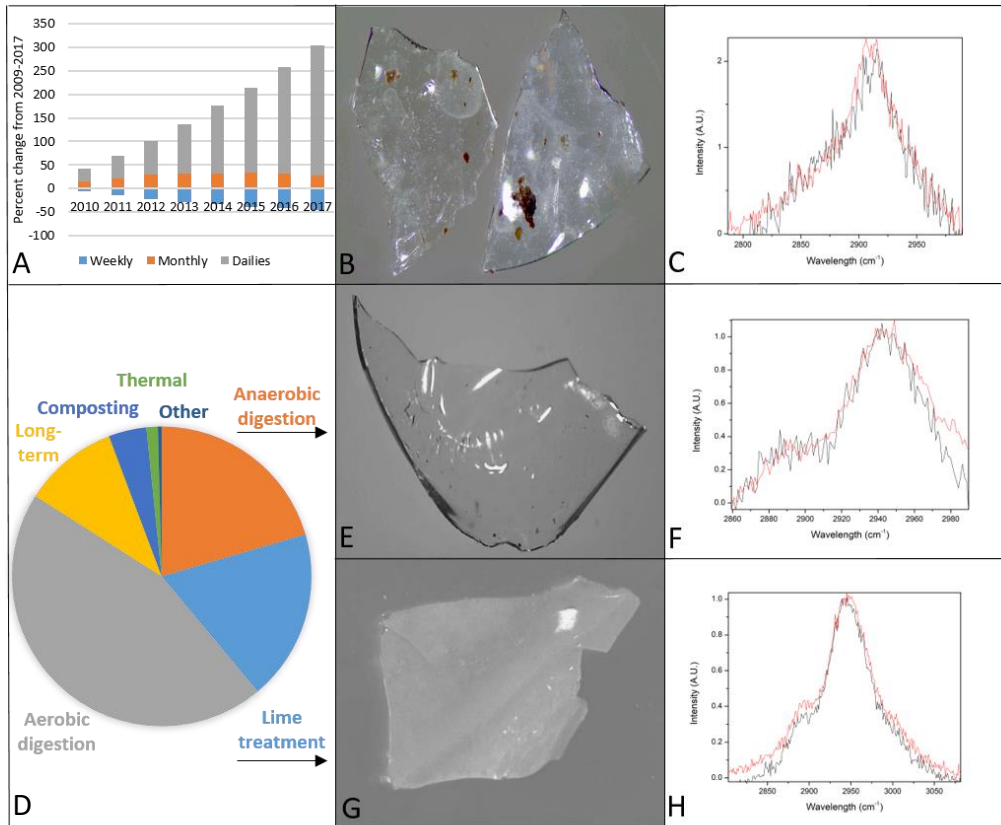 Percent change from 2009-2017
350
300
250
200
150
100
50
0
-50
-100
2010 2011 2012 2013 2014 2015 2016 2017
Weekly Monthly Dailies
A
B
Intensity (A.U.)
2
1
0
2800 2850 2900 2950
Wavelength (cm⁻¹)
C
Thermal
Composting
Other
Long-
term
Anaerobic
digestion
Aerobic
digestion
Lime
treatment
D
E
Intensity (A.U.)
1.0
0.8
0.6
0.4
0.2
0.0
2860 2880 2900 2920 2940 2960 2980
Wavelength (cm⁻¹)
F
G
Intensity (A.U.)
1.0
0.8
0.6
0.4
0.2
0.0
2850 2900 2950 3000 3050
Wavelength (cm⁻¹)
H